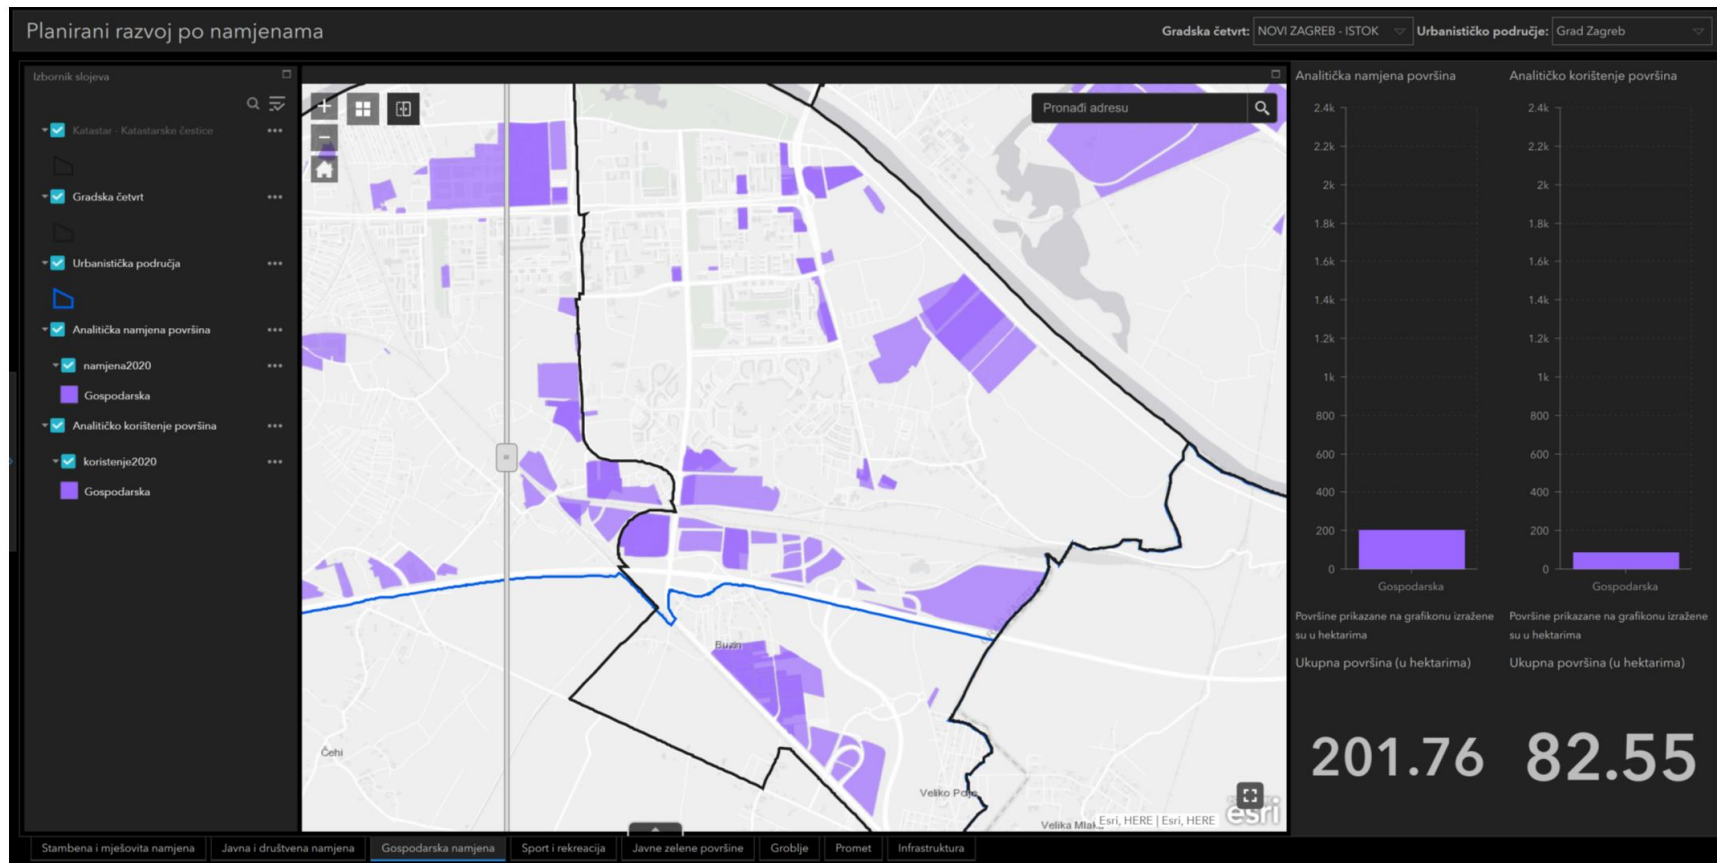 Planirani razvoj po namjenama
Gradska četvrt: NOVI ZAGREB - ISTOK
Urbanističko područje: Grad Zagreb
Izbornik slojeva
Katastar - Katastarske čestice
Gradska četvrt
Urbanistička područja
Analitička namjena površina
namjena2020
Gospodarska
Analitičko korištenje površina
koristenje2020
Gospodarska
Pronađi adresu
Buzin
Čehi
Veliko Polje
Velika Mlaka
Esri, HERE | Esri, HERE
esri
Analitička namjena površina
2.4k
2.2k
2k
1.8k
1.6k
1.4k
1.2k
1k
800
600
400
200
0
Gospodarska
Površine prikazane na grafikonu izražene
su u hektarima
Ukupna površina (u hektarima)
201.76
Analitičko korištenje površina
2.4k
2.2k
2k
1.8k
1.6k
1.4k
1.2k
1k
800
600
400
200
0
Gospodarska
Površine prikazane na grafikonu izražene
su u hektarima
Ukupna površina (u hektarima)
82.55
Stambena i mješovita namjena
Javna i društvena namjena
Gospodarska namjena
Sport i rekreacija
Javne zelene površine
Groblje
Promet
Infrastruktura